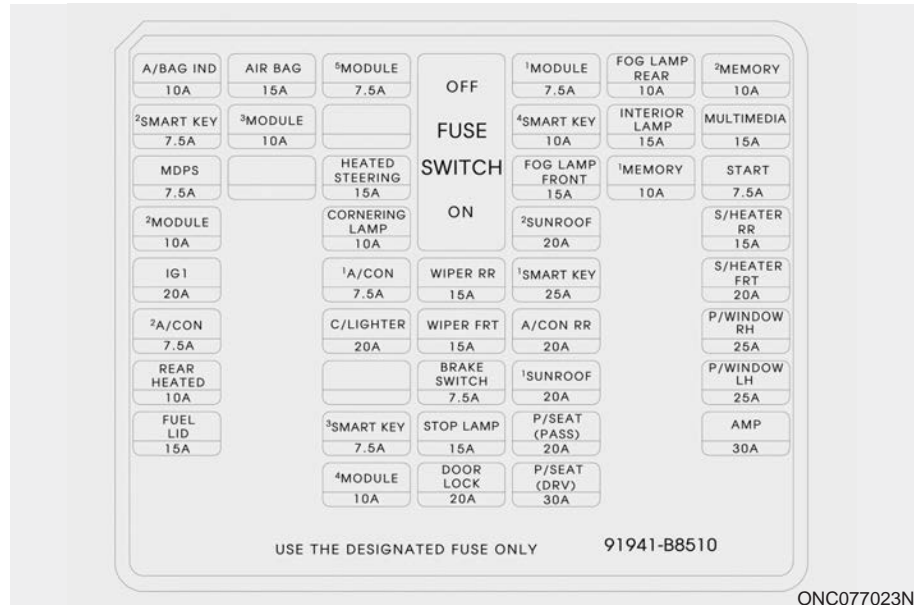 A/BAG IND
10A
AIR BAG
15A
⁵MODULE
7.5A
OFF
FUSE
SWITCH
ON
¹MODULE
7.5A
FOG LAMP
REAR
10A
²MEMORY
10A
²SMART KEY
7.5A
³MODULE
10A
⁴SMART KEY
10A
INTERIOR
LAMP
15A
MULTIMEDIA
15A
MDPS
7.5A
HEATED
STEERING
15A
FOG LAMP
FRONT
15A
¹MEMORY
10A
START
7.5A
²MODULE
10A
CORNERING
LAMP
10A
²SUNROOF
20A
S/HEATER
RR
15A
IG1
20A
¹A/CON
7.5A
WIPER RR
15A
¹SMART KEY
25A
S/HEATER
FRT
20A
²A/CON
7.5A
C/LIGHTER
20A
WIPER FRT
15A
A/CON RR
20A
P/WINDOW
RH
25A
REAR
HEATED
10A
BRAKE
SWITCH
7.5A
¹SUNROOF
20A
P/WINDOW
LH
25A
FUEL
LID
15A
³SMART KEY
7.5A
STOP LAMP
15A
P/SEAT
(PASS)
20A
AMP
30A
⁴MODULE
10A
DOOR
LOCK
20A
P/SEAT
(DRV)
30A
USE THE DESIGNATED FUSE ONLY
91941-B8510
ONC077023N